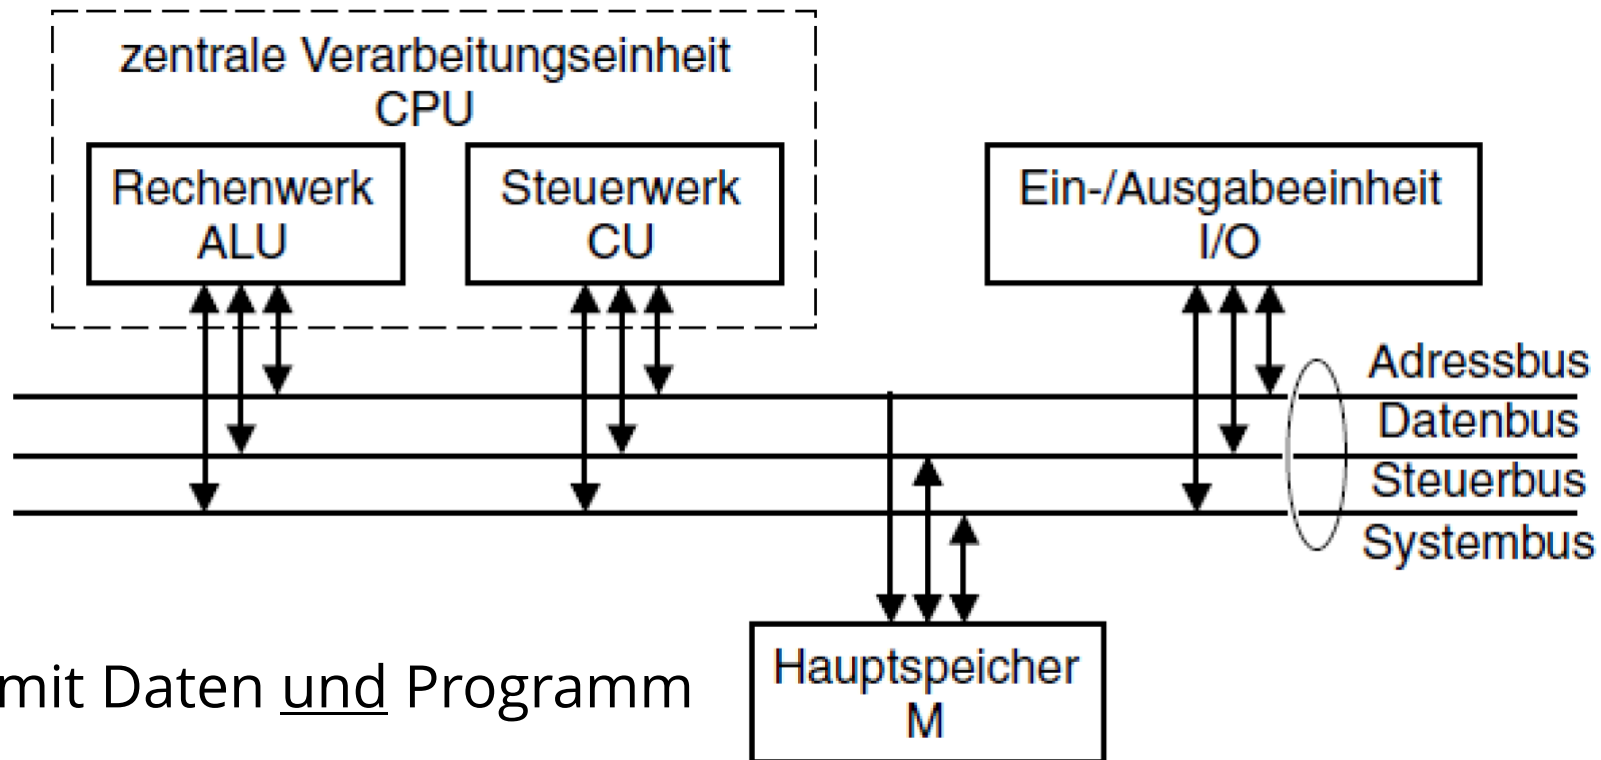 zentrale Verarbeitungseinheit
CPU
Rechenwerk
ALU
Steuerwerk
CU
Ein-/Ausgabeeinheit
I/O
Adressbus
Datenbus
Steuerbus
Systembus
Hauptspeicher
M
mit Daten und Programm